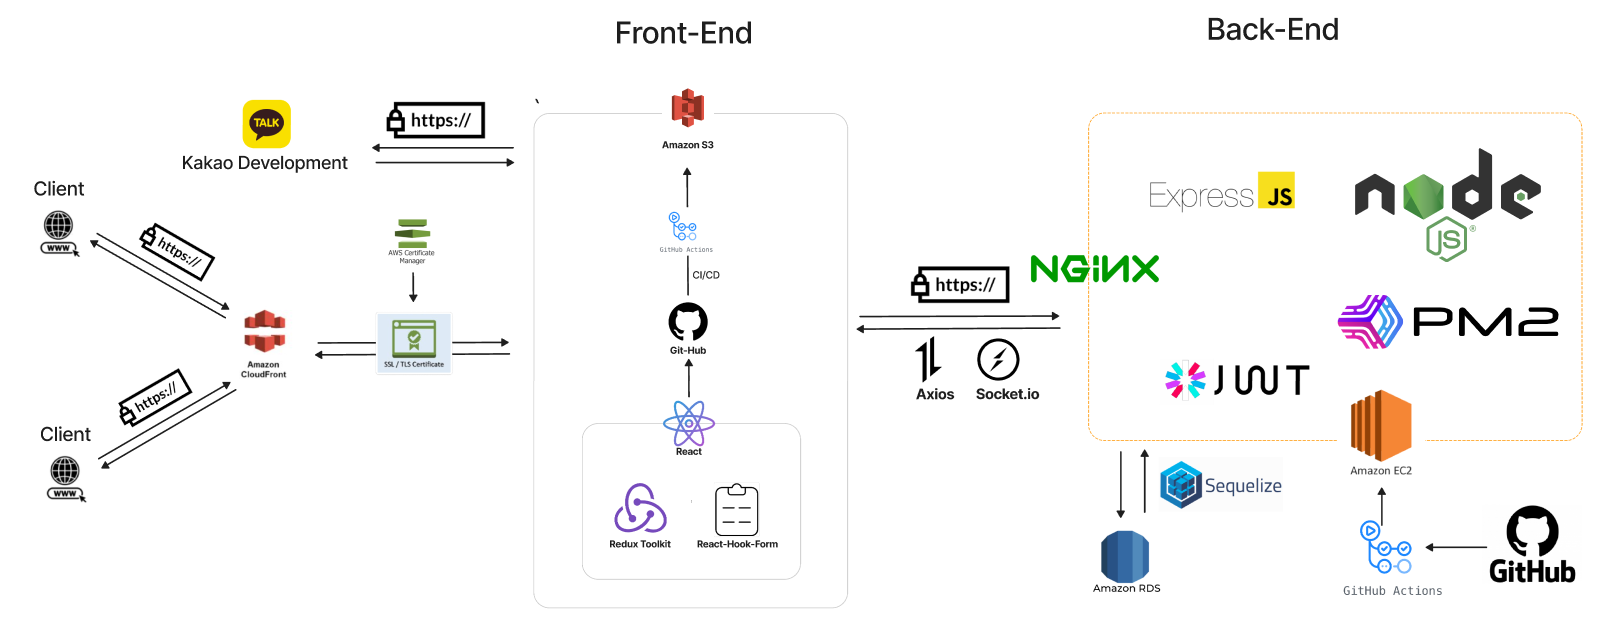 Front-End
Back-End
TALK
Kakao Development
https://
`
Amazon S3
Client
WWW
https://
AWS Certificate
Manager
GitHub Actions
CI/CD
Git-Hub
Express JS
node
JS
®
NGINX
https://
PM2
Amazon
CloudFront
SSL / TLS Certificate
Axios
Socket.io
JWT
https://
Client
WWW
React
Redux Toolkit
React-Hook-Form
Amazon EC2
Sequelize
Amazon RDS
GitHub Actions
GitHub